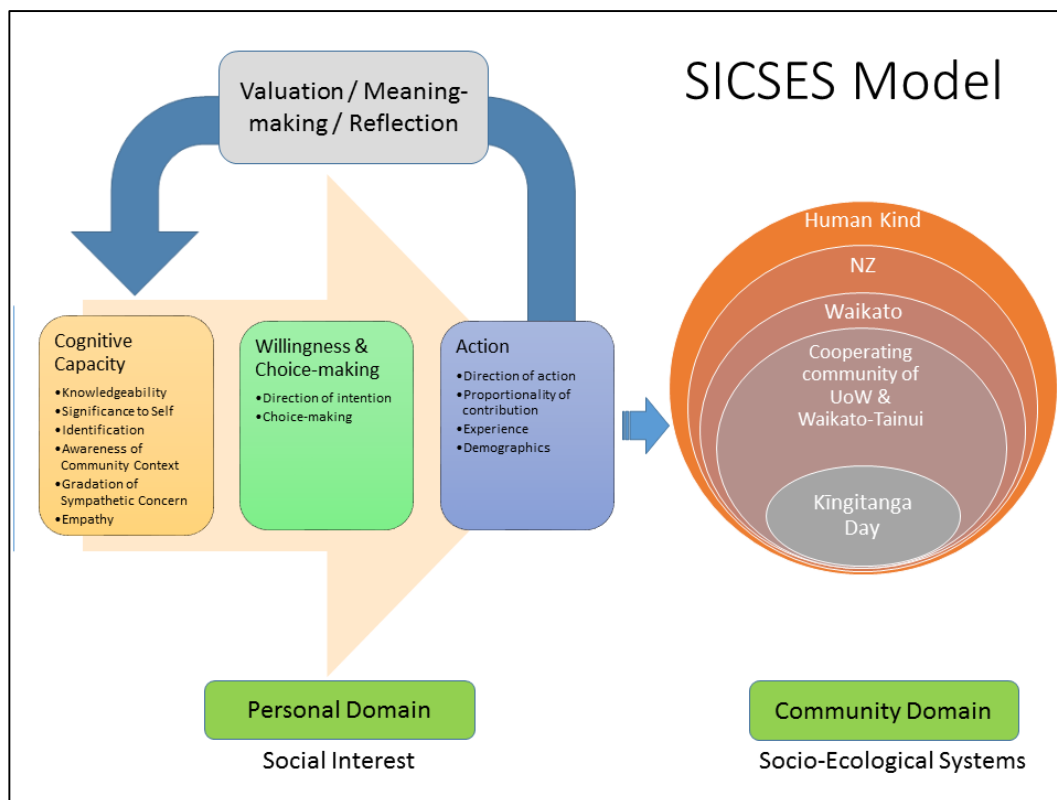 SICSES Model
Valuation / Meaning-
making / Reflection
Cognitive
Capacity
•Knowledgeability
•Significance to Self
•Identification
•Awareness of
Community Context
•Gradation of
Sympathetic Concern
•Empathy
Willingness &
Choice-making
•Direction of intention
•Choice-making
Action
•Direction of action
•Proportionality of
contribution
•Experience
•Demographics
Human Kind
NZ
Waikato
Cooperating
community of
UoW &
Waikato-Tainui
Kīngitanga
Day
Personal Domain
Social Interest
Community Domain
Socio-Ecological Systems